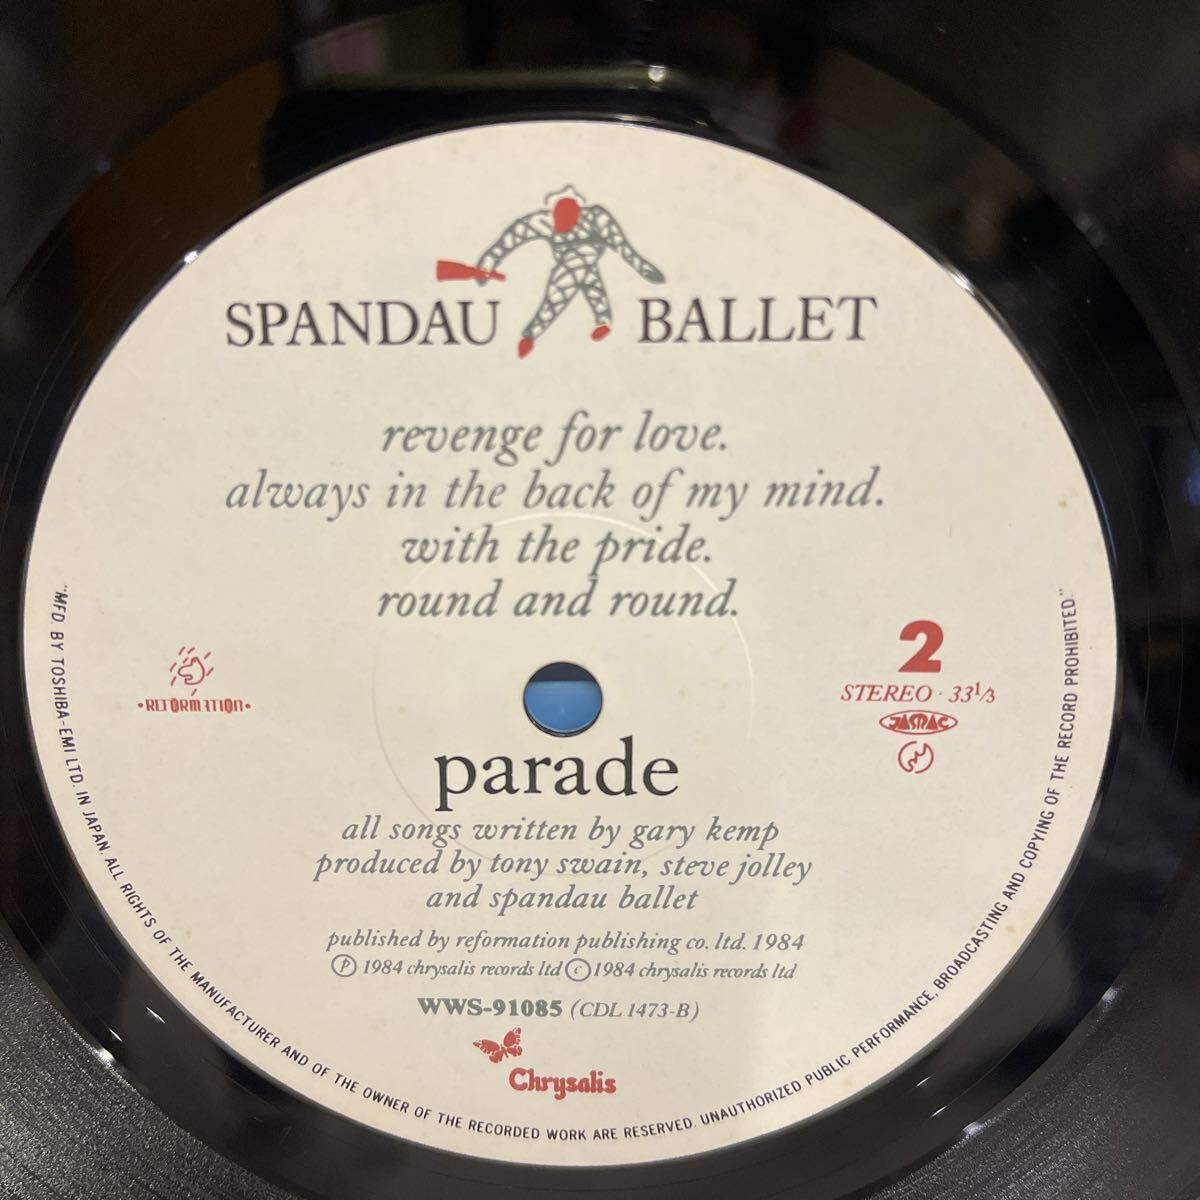 SPANDAU BALLET
revenge for love.
always in the back of my mind.
with the pride.
round and round.
2
STEREO · 33 1/3
JASRAC
• REFORMATION •
parade
all songs written by gary kemp
produced by tony swain, steve jolley
and spandau ballet
published by reformation publishing co. ltd. 1984
Ⓟ 1984 chrysalis records ltd Ⓒ 1984 chrysalis records ltd
WWS-91085 (CDL 1473-B)
Chrysalis
"MFD. BY TOSHIBA-EMI LTD. IN JAPAN. ALL RIGHTS OF THE MANUFACTURER AND OF THE OWNER OF THE RECORDED WORK ARE RESERVED. UNAUTHORIZED PUBLIC PERFORMANCE, BROADCASTING AND COPYING OF THE RECORD PROHIBITED."